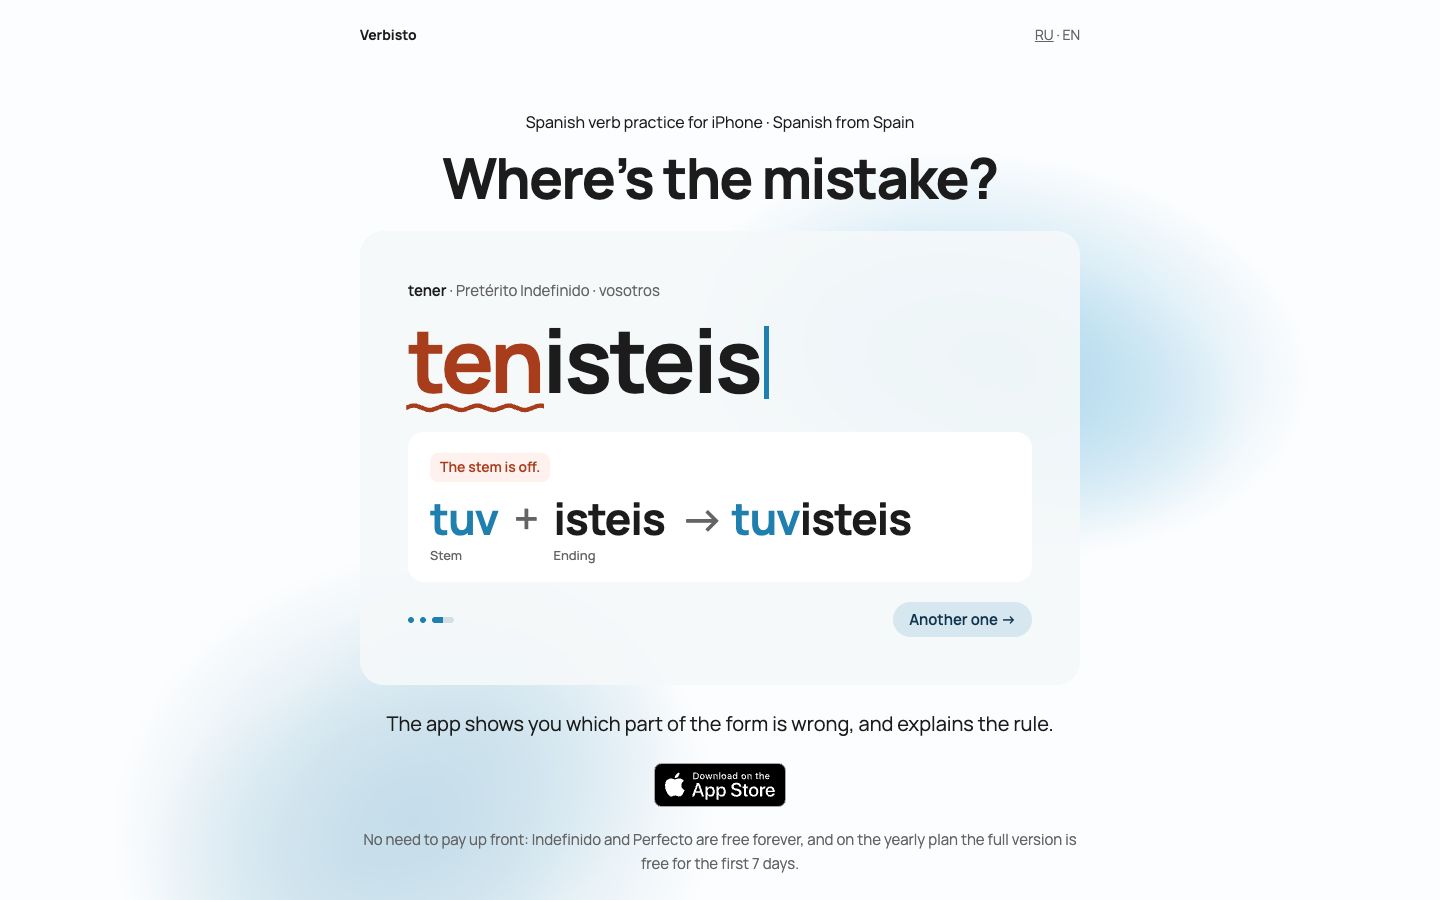 Verbisto
RU · EN
Spanish verb practice for iPhone · Spanish from Spain
Where’s the mistake?
tener · Pretérito Indefinido · vosotros
tenisteis
The stem is off.
tuv + isteis → tuvisteis
Stem Ending
Another one →
The app shows you which part of the form is wrong, and explains the rule.
Download on the
App Store
No need to pay up front: Indefinido and Perfecto are free forever, and on the yearly plan the full version is
free for the first 7 days.